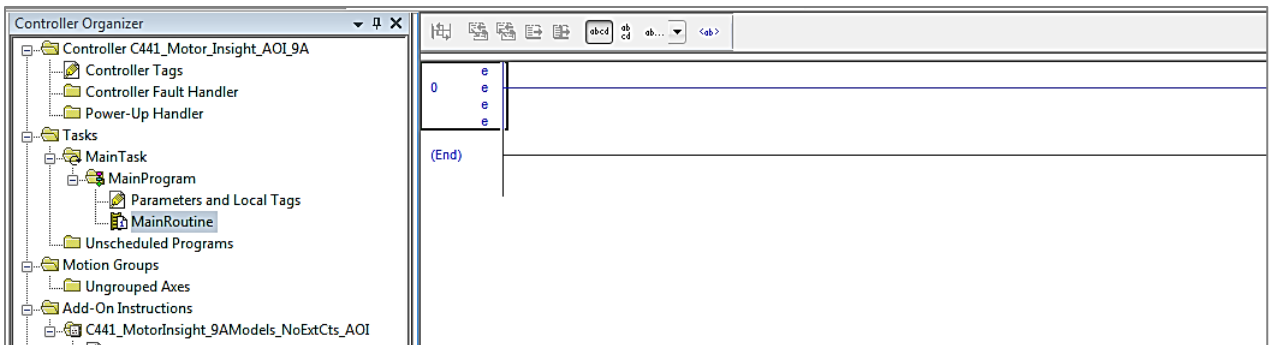 Controller Organizer
Controller C441_Motor_Insight_AOI_9A
Controller Tags
Controller Fault Handler
Power-Up Handler
Tasks
MainTask
MainProgram
Parameters and Local Tags
MainRoutine
Unscheduled Programs
Motion Groups
Ungrouped Axes
Add-On Instructions
C441_MotorInsight_9AModels_NoExtCts_AOI
abcd
ab
cd
ab...
<ab>
e
0 e
e
e
(End)